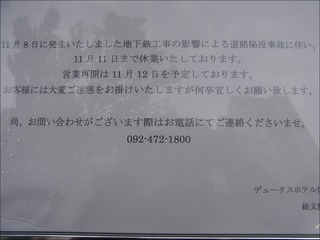 11月8日に発生いたしました地下鉄工事の影響による道路陥没事故に伴い、
11月11日まで休業いたしております。
営業再開は11月12を予定しております。
お客様には大変ご迷惑をお掛けいたしますが何卒宜しくお願い致します。
尚、お問い合わせがございます際はお電話にてご連絡くださいませ。
092-472-1800
デュークスホテル
総支